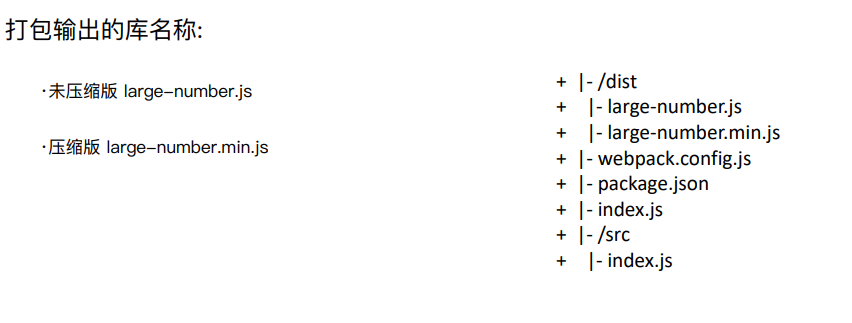 打包输出的库名称:
·未压缩版 large-number.js
·压缩版 large-number.min.js
+ |- /dist
+ |- large-number.js
+ |- large-number.min.js
+ |- webpack.config.js
+ |- package.json
+ |- index.js
+ |- /src
+ |- index.js